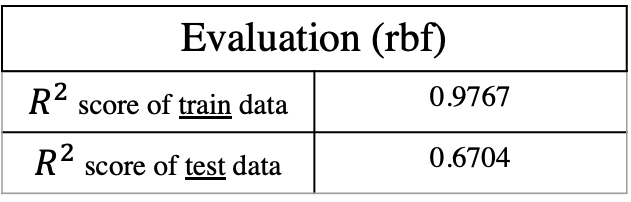 Evaluation (rbf)
R² score of train data 0.9767
R² score of test data 0.6704